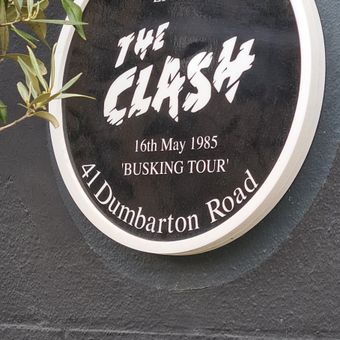 THE
CLASH
16th May 1985
'BUSKING TOUR'
41 Dumbarton Road